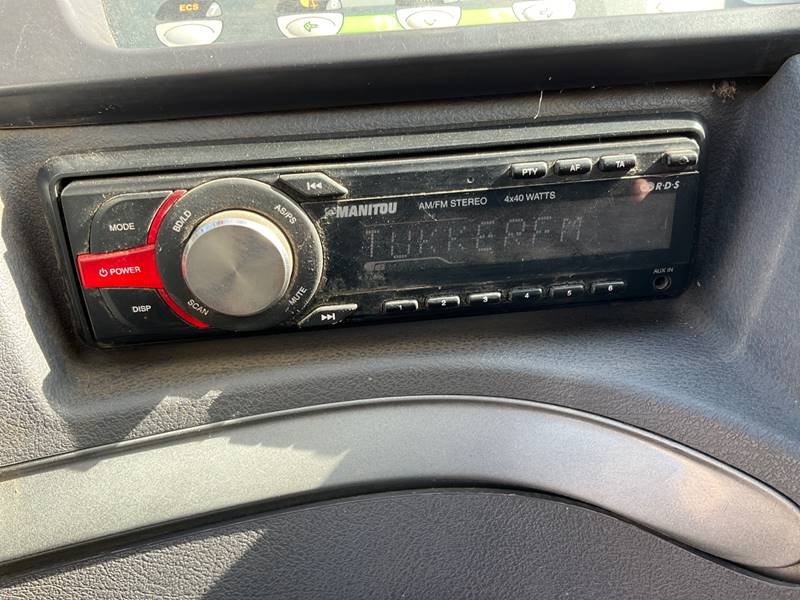 ECS
PTY AF TA
MODE BD/LD AS/PS MANITOU AM/FM STEREO 4x40 WATTS R·D·S
TUKKERFM
POWER
AUX IN
DISP SCAN MUTE 1 2 3 4 5 6